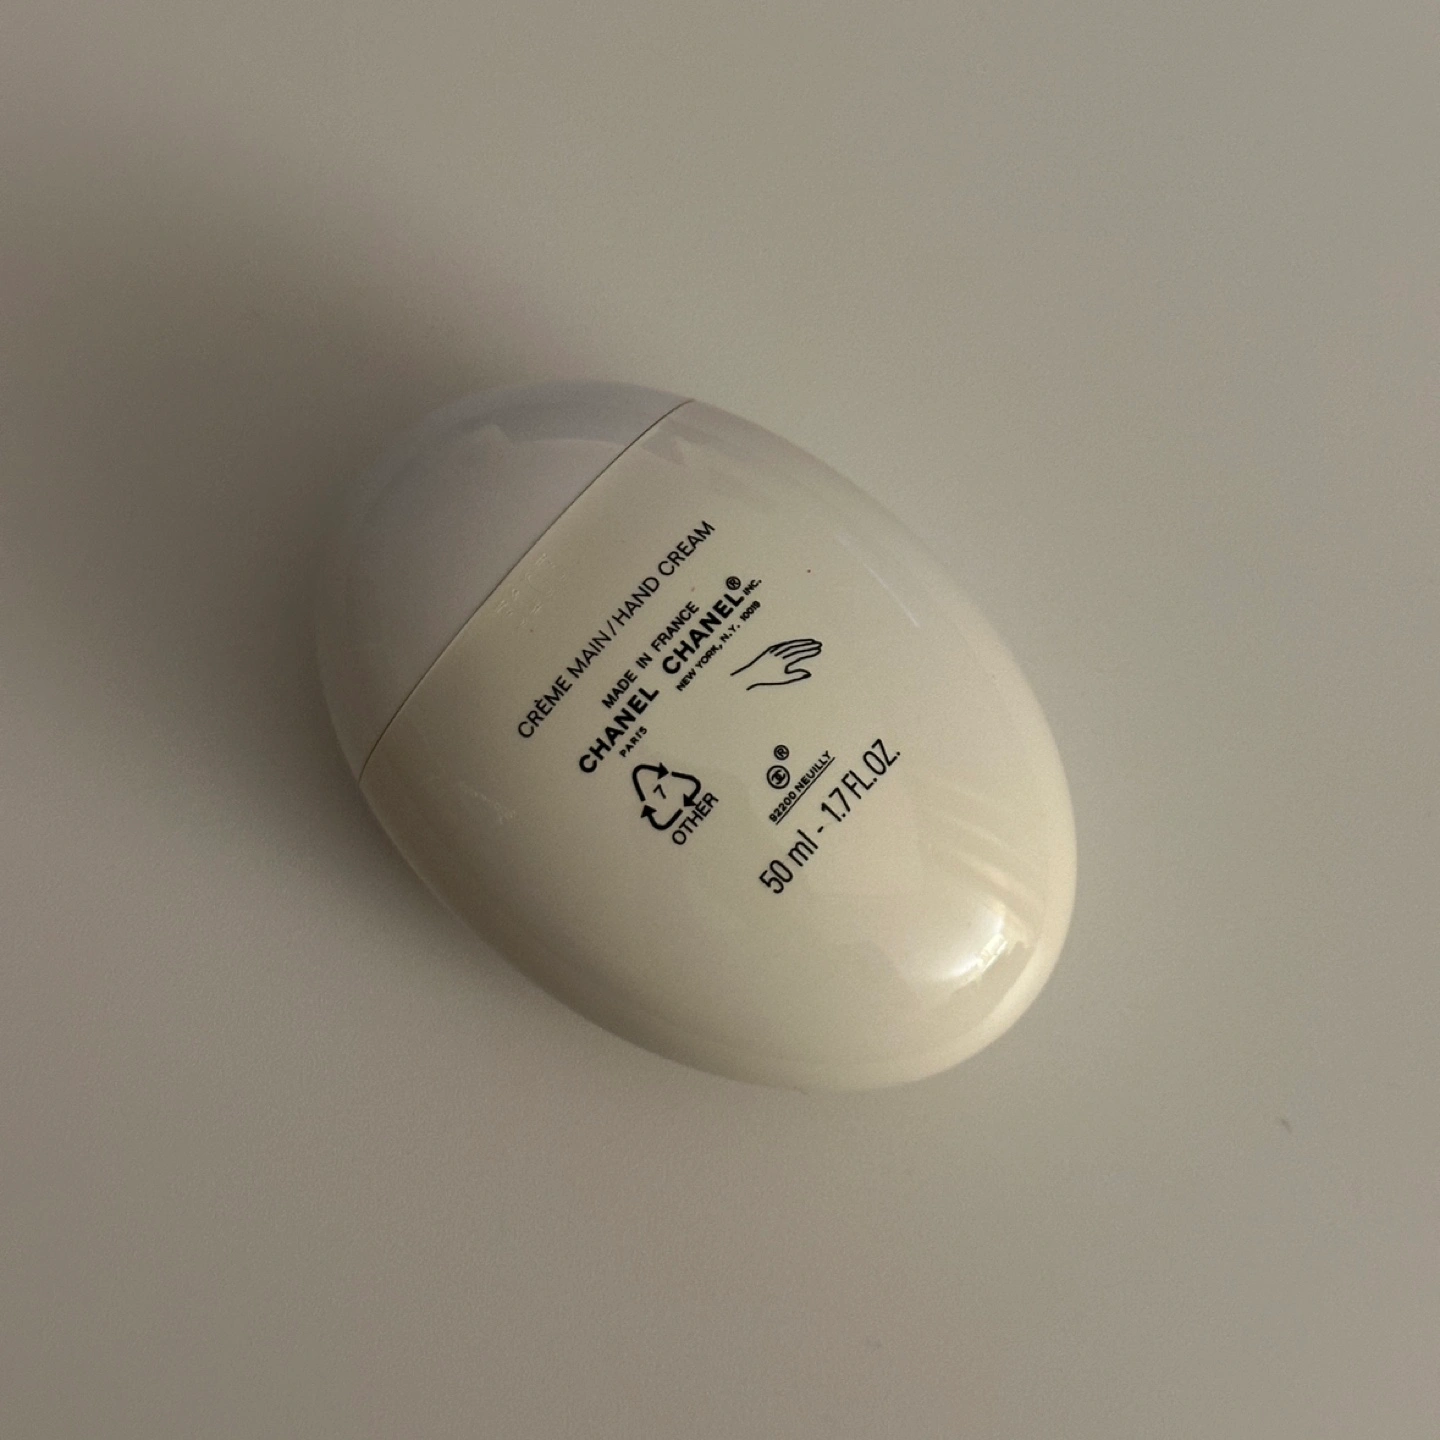 CRÈME MAIN / HAND CREAM
MADE IN FRANCE
CHANEL CHANEL® INC.
PARIS NEW YORK, N.Y. 10019
7
OTHER
®
92200 NEUILLY
50 ml - 1.7 FL.OZ.